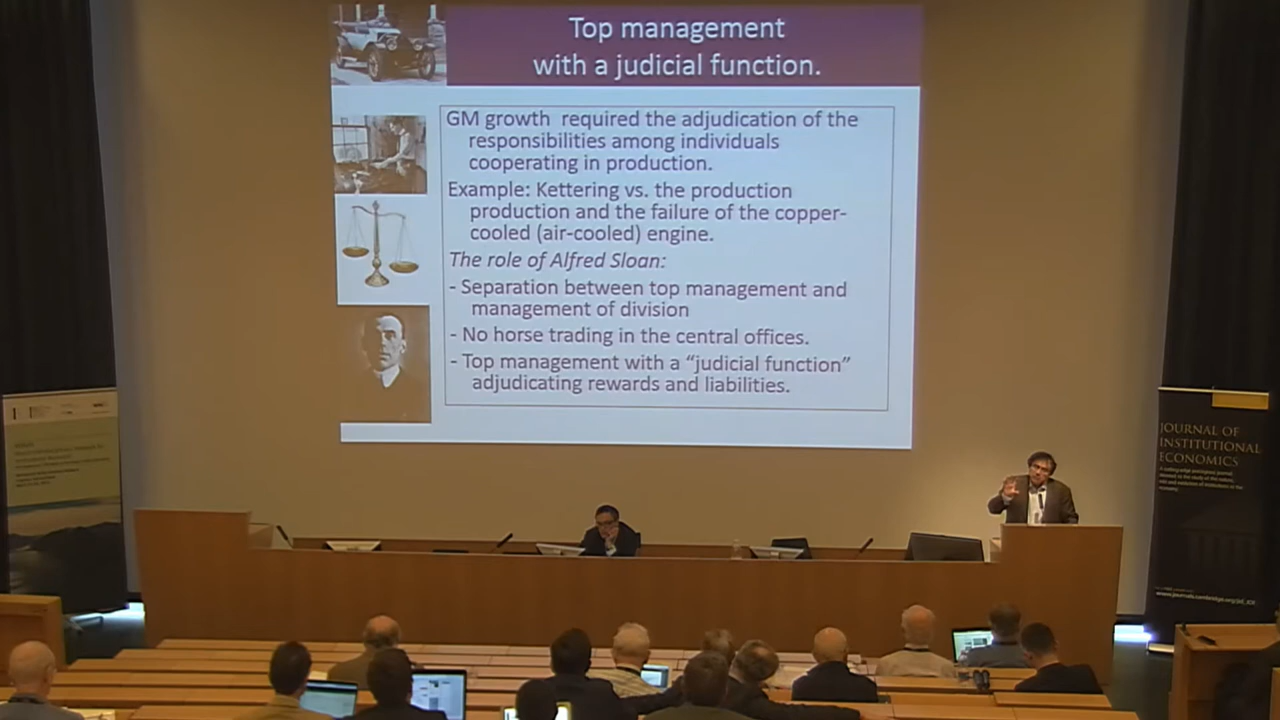 Top management
with a judicial function.
GM growth required the adjudication of the
responsibilities among individuals
cooperating in production.
Example: Kettering vs. the production
production and the failure of the copper-
cooled (air-cooled) engine.
The role of Alfred Sloan:
- Separation between top management and
management of division
- No horse trading in the central offices.
- Top management with a “judicial function”
adjudicating rewards and liabilities.
JOURNAL OF
INSTITUTIONAL
ECONOMICS